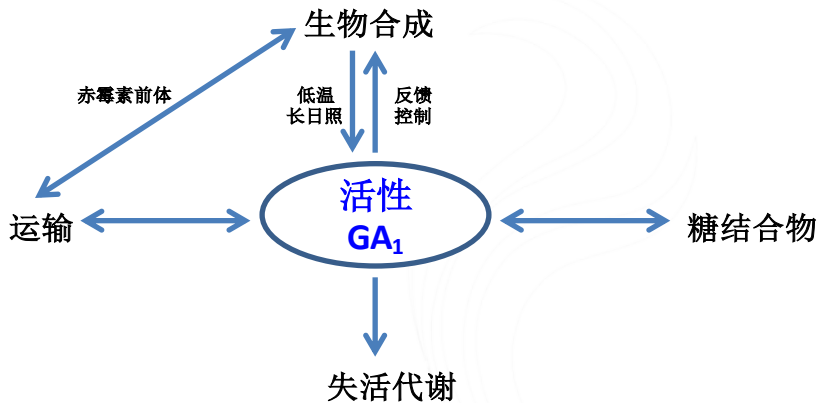 生物合成
赤霉素前体
低温
长日照
反馈
控制
活性
GA₁
运输
糖结合物
失活代谢